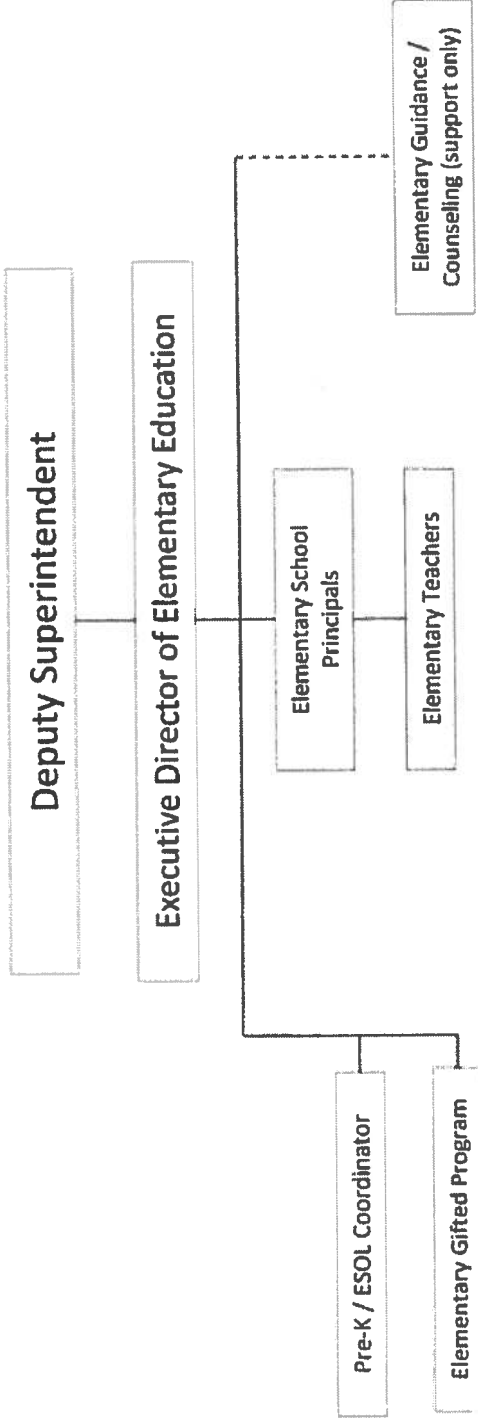 Deputy Superintendent
Executive Director of Elementary Education
Pre-K / ESOL Coordinator
Elementary Gifted Program
Elementary School
Principals
Elementary Teachers
Elementary Guidance /
Counseling (support only)